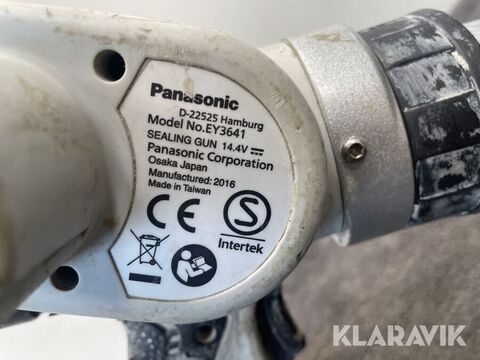 Panasonic
D-22525 Hamburg
Model No.EY3641
SEALING GUN 14.4V
Panasonic Corporation
Osaka Japan
Manufactured: 2016
Made in Taiwan
CE
S
Intertek
KLARAVIK